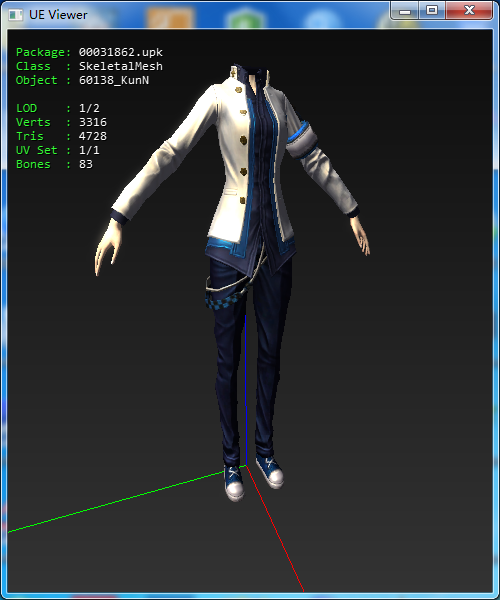 UE Viewer
Package: 00031862.upk
Class : SkeletalMesh
Object : 60138_KunN
LOD : 1/2
Verts : 3316
Tris : 4728
UV Set : 1/1
Bones : 83